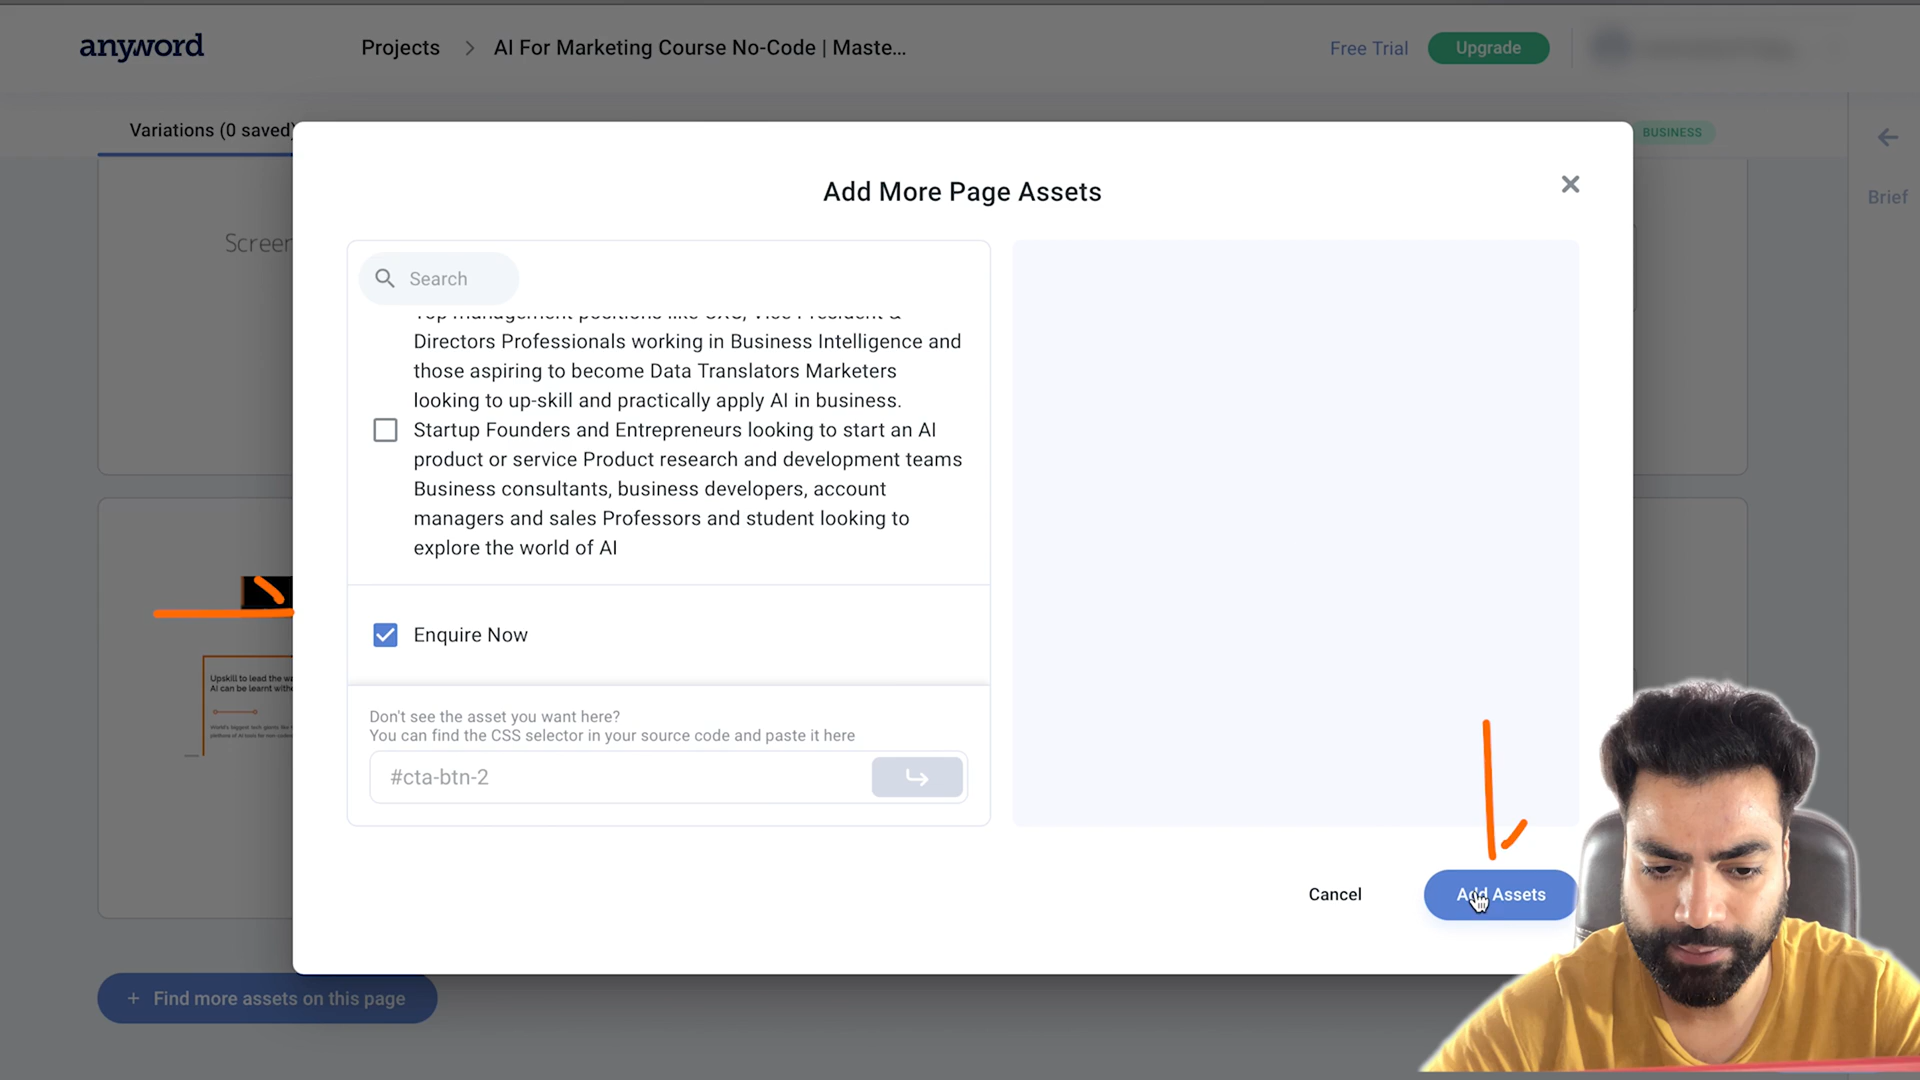 anyword
Projects > AI For Marketing Course No-Code | Maste...
Free Trial
Upgrade
Variations (0 saved)
BUSINESS
Brief
Screen
Add More Page Assets
Search
Top management positions like CXO, Vice President &
Directors Professionals working in Business Intelligence and
those aspiring to become Data Translators Marketers
looking to up-skill and practically apply AI in business.
Startup Founders and Entrepreneurs looking to start an AI
product or service Product research and development teams
Business consultants, business developers, account
managers and sales Professors and student looking to
explore the world of AI
Enquire Now
Don't see the asset you want here?
You can find the CSS selector in your source code and paste it here
#cta-btn-2
Cancel
Add Assets
Upskill to lead the
AI can be learnt
+ Find more assets on this page